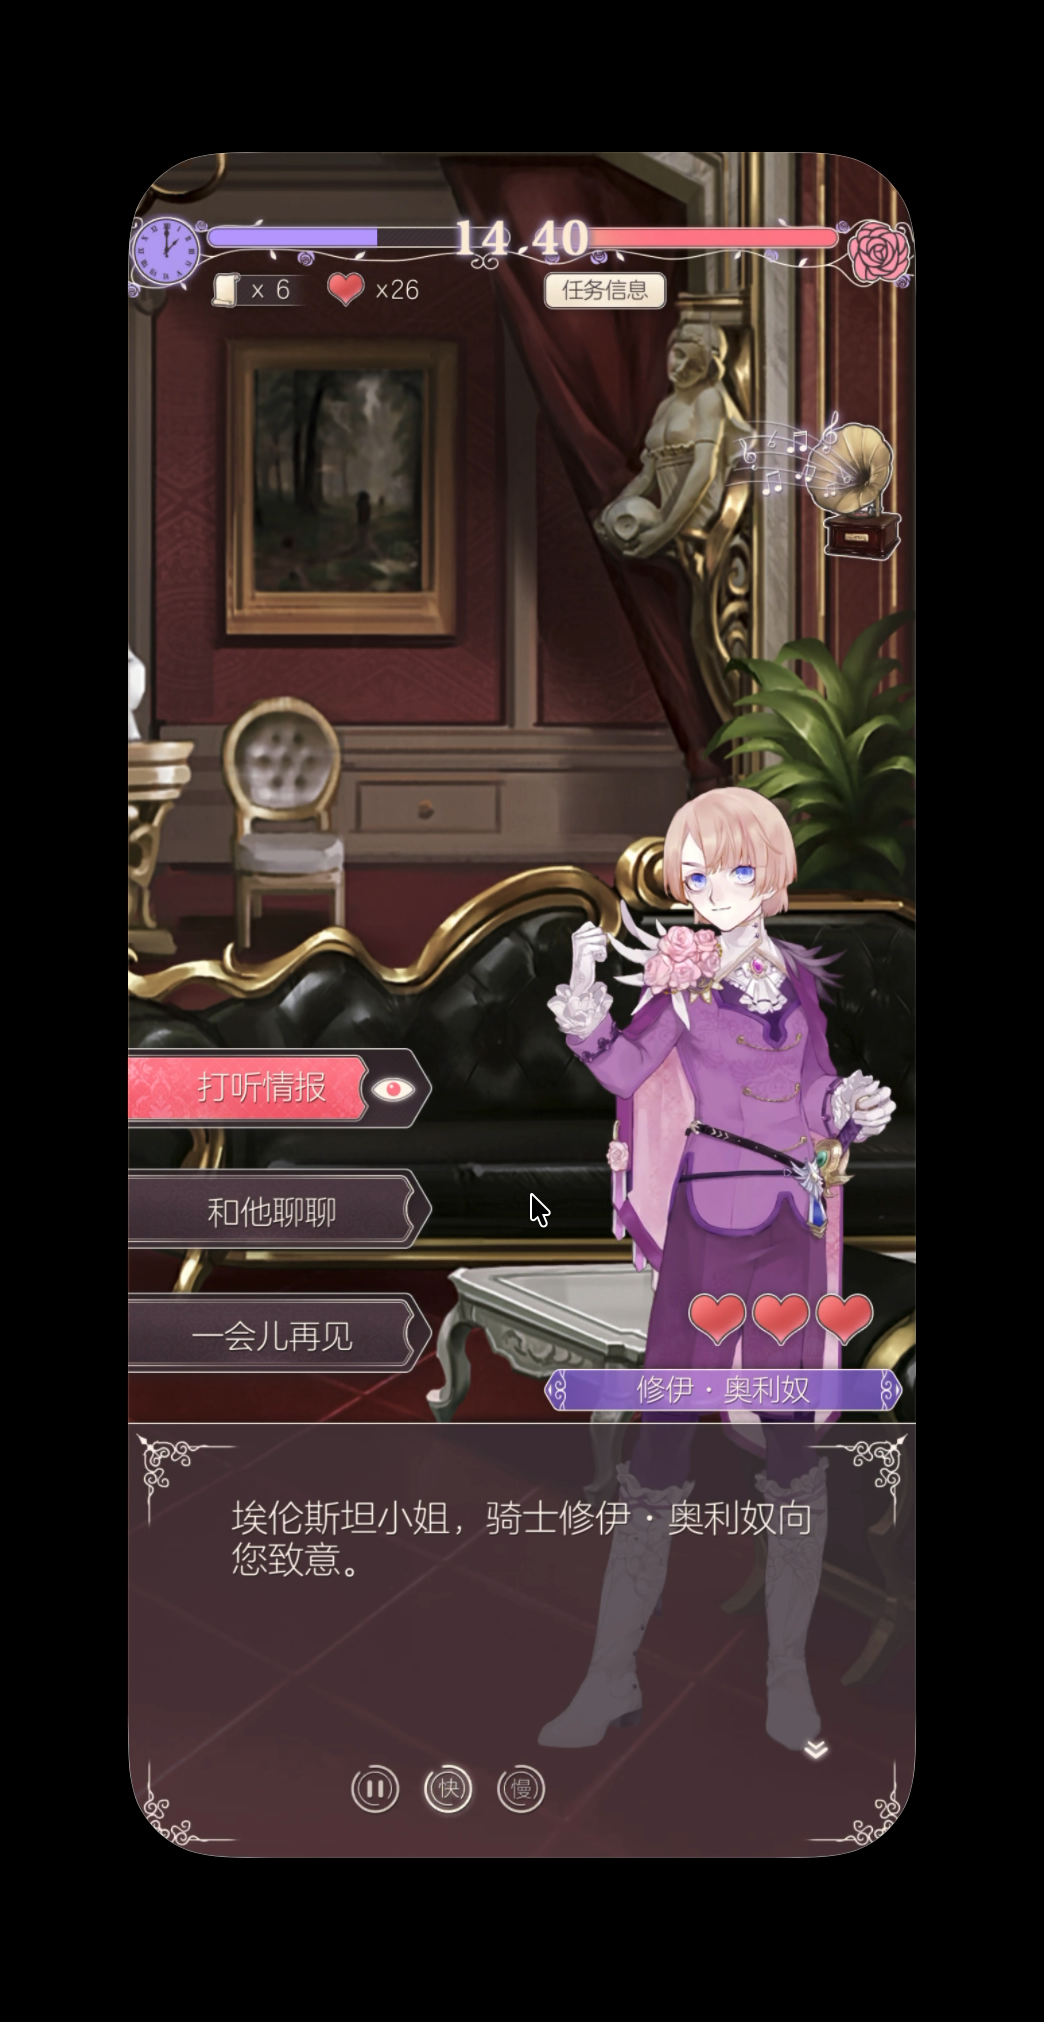 14 40
x 6
×26
任务信息
打听情报
和他聊聊
一会儿再见
修伊·奥利奴
埃伦斯坦小姐，骑士修伊·奥利奴向
您致意。
快
慢